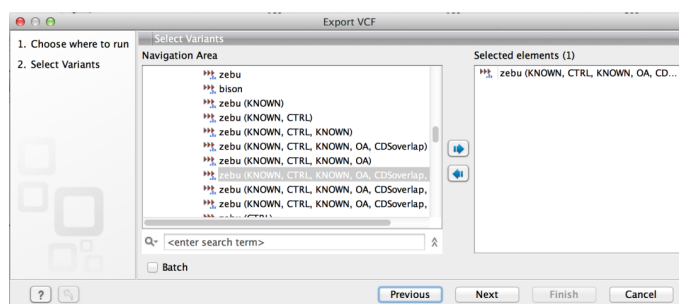 Export VCF
1. Choose where to run
2. Select Variants
Select Variants
Navigation Area
zebu
bison
zebu (KNOWN)
zebu (KNOWN, CTRL)
zebu (KNOWN, CTRL, KNOWN)
zebu (KNOWN, CTRL, KNOWN, OA, CDSoverlap)
zebu (KNOWN, CTRL, KNOWN, OA)
zebu (KNOWN, CTRL, KNOWN, OA, CDSoverlap,
zebu (KNOWN, CTRL, KNOWN, OA, CDSoverlap,
zebu (KNOWN, CTRL, KNOWN, OA, CDSoverlap,
zebu (CTRL)
<enter search term>
Batch
Selected elements (1)
zebu (KNOWN, CTRL, KNOWN, OA, CD...
?
Previous
Next
Finish
Cancel